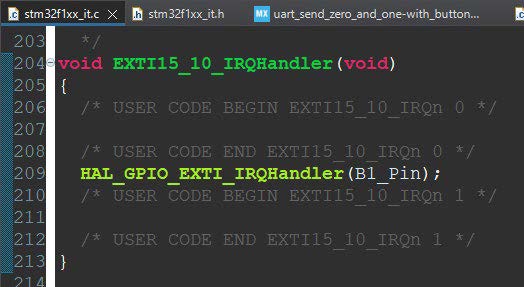 stm32f1xx_it.c stm32f1xx_it.h uart_send_zero_and_one-with_button...
203 */
204 void EXTI15_10_IRQHandler(void)
205 {
206 /* USER CODE BEGIN EXTI15_10_IRQn 0 */
207
208 /* USER CODE END EXTI15_10_IRQn 0 */
209 HAL_GPIO_EXTI_IRQHandler(B1_Pin);
210 /* USER CODE BEGIN EXTI15_10_IRQn 1 */
211
212 /* USER CODE END EXTI15_10_IRQn 1 */
213 }
214